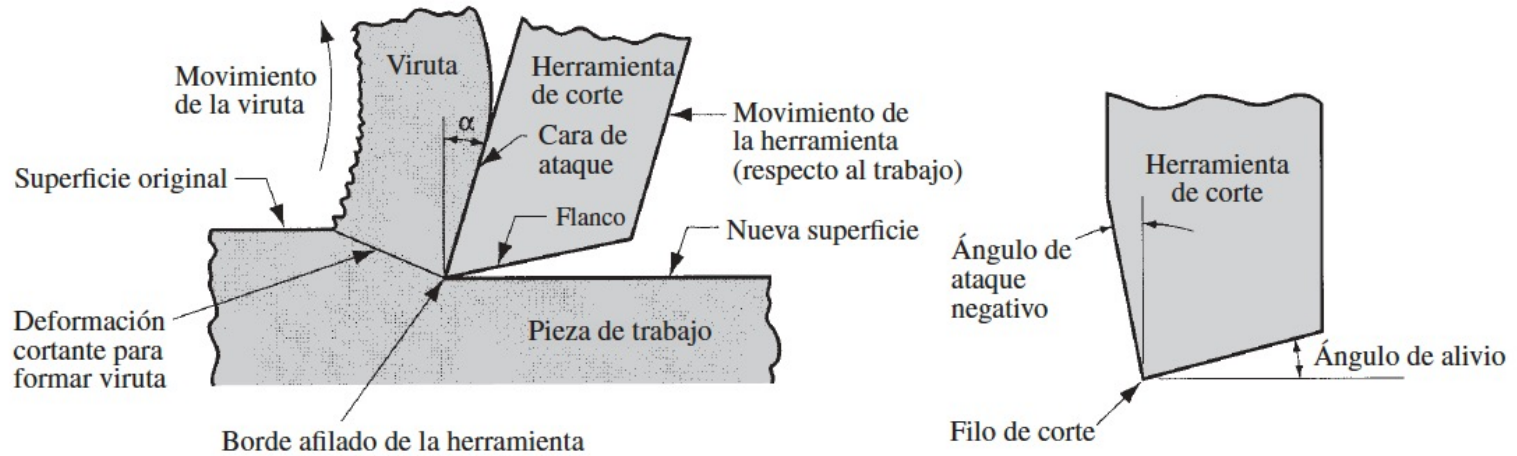 Movimiento
de la viruta
Viruta
Herramienta
de corte
α
Cara de
ataque
Movimiento de
la herramienta
(respecto al trabajo)
Superficie original
Flanco
Nueva superficie
Deformación
cortante para
formar viruta
Pieza de trabajo
Borde afilado de la herramienta
Herramienta
de corte
Ángulo de
ataque
negativo
Ángulo de alivio
Filo de corte